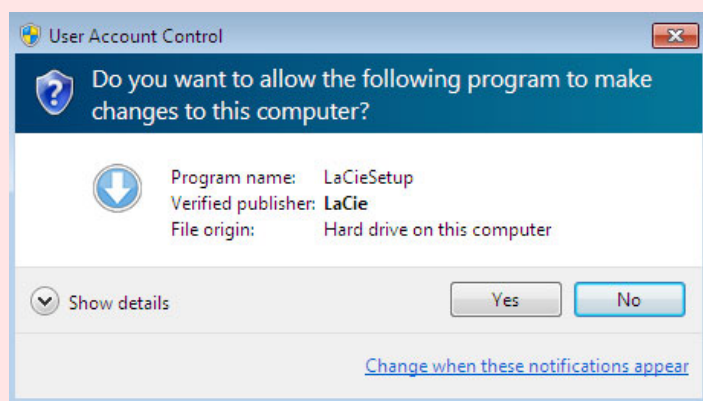 User Account Control
Do you want to allow the following program to make
changes to this computer?
Program name: LaCieSetup
Verified publisher: LaCie
File origin: Hard drive on this computer
Show details
Yes
No
Change when these notifications appear